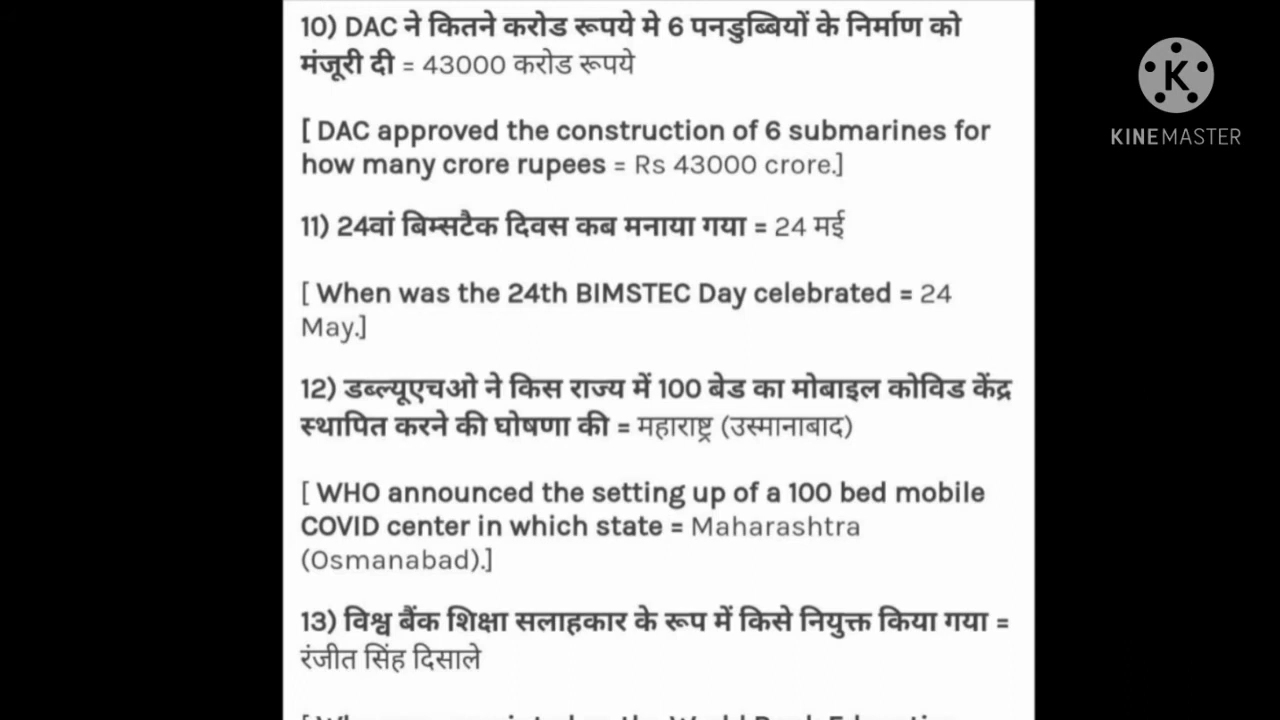 10) DAC ने कितने करोड रूपये मे 6 पनडुब्बियों के निर्माण को
मंजूरी दी = 43000 करोड रूपये
[ DAC approved the construction of 6 submarines for
how many crore rupees = Rs 43000 crore.]
11) 24वां बिम्सटैक दिवस कब मनाया गया = 24 मई
[ When was the 24th BIMSTEC Day celebrated = 24
May.]
12) डब्ल्यूएचओ ने किस राज्य में 100 बेड का मोबाइल कोविड केंद्र
स्थापित करने की घोषणा की = महाराष्ट्र (उस्मानाबाद)
[ WHO announced the setting up of a 100 bed mobile
COVID center in which state = Maharashtra
(Osmanabad).]
13) विश्व बैंक शिक्षा सलाहकार के रूप में किसे नियुक्त किया गया =
रंजीत सिंह दिसाले
K
KINEMASTER